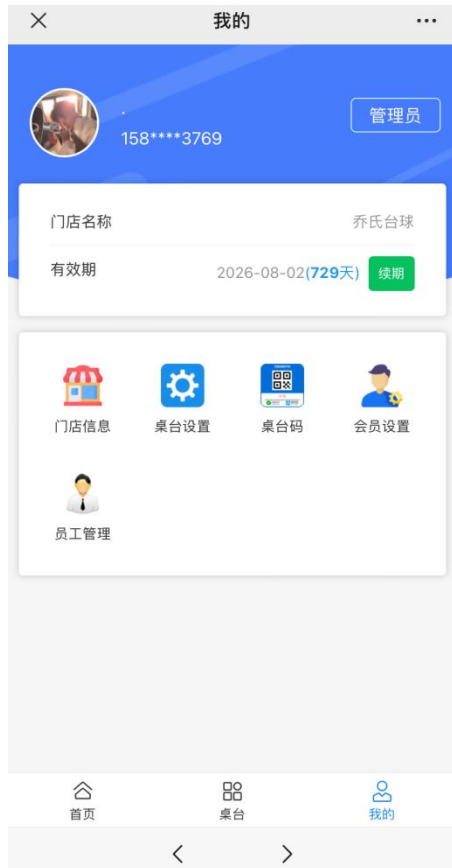 我的
.
158****3769
管理员
门店名称 乔氏台球
有效期 2026-08-02(729天) 续期
门店信息 桌台设置 桌台码 会员设置
员工管理
首页 桌台 我的